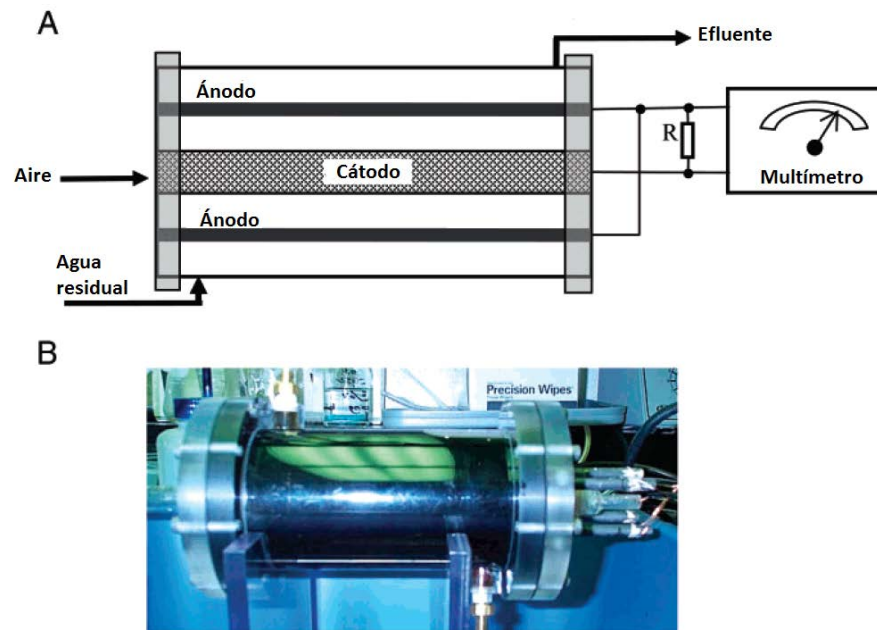 A
Efluente
Ánodo
Aire
Cátodo
R
Multímetro
Ánodo
Agua
residual
B
Precision Wipes